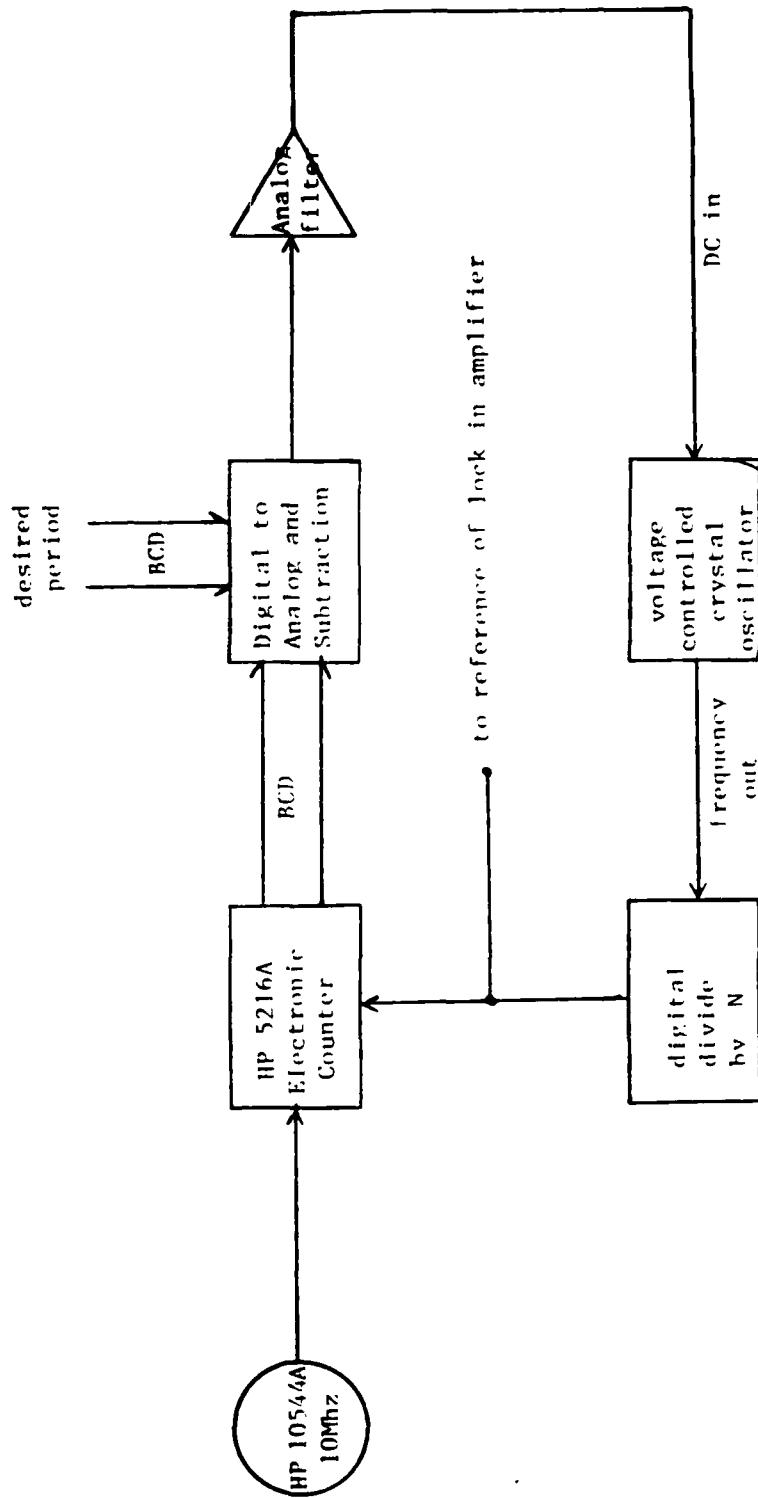 desired
period
BCD
HP 10544A
10Mhz
HP 5216A
Electronic
Counter
BCD
Digital to
Analog and
Subtraction
Analog
filter
to reference of lock in amplifier
digital
divide
by N
frequency
out
voltage
controlled
crystal
oscillator
DC in